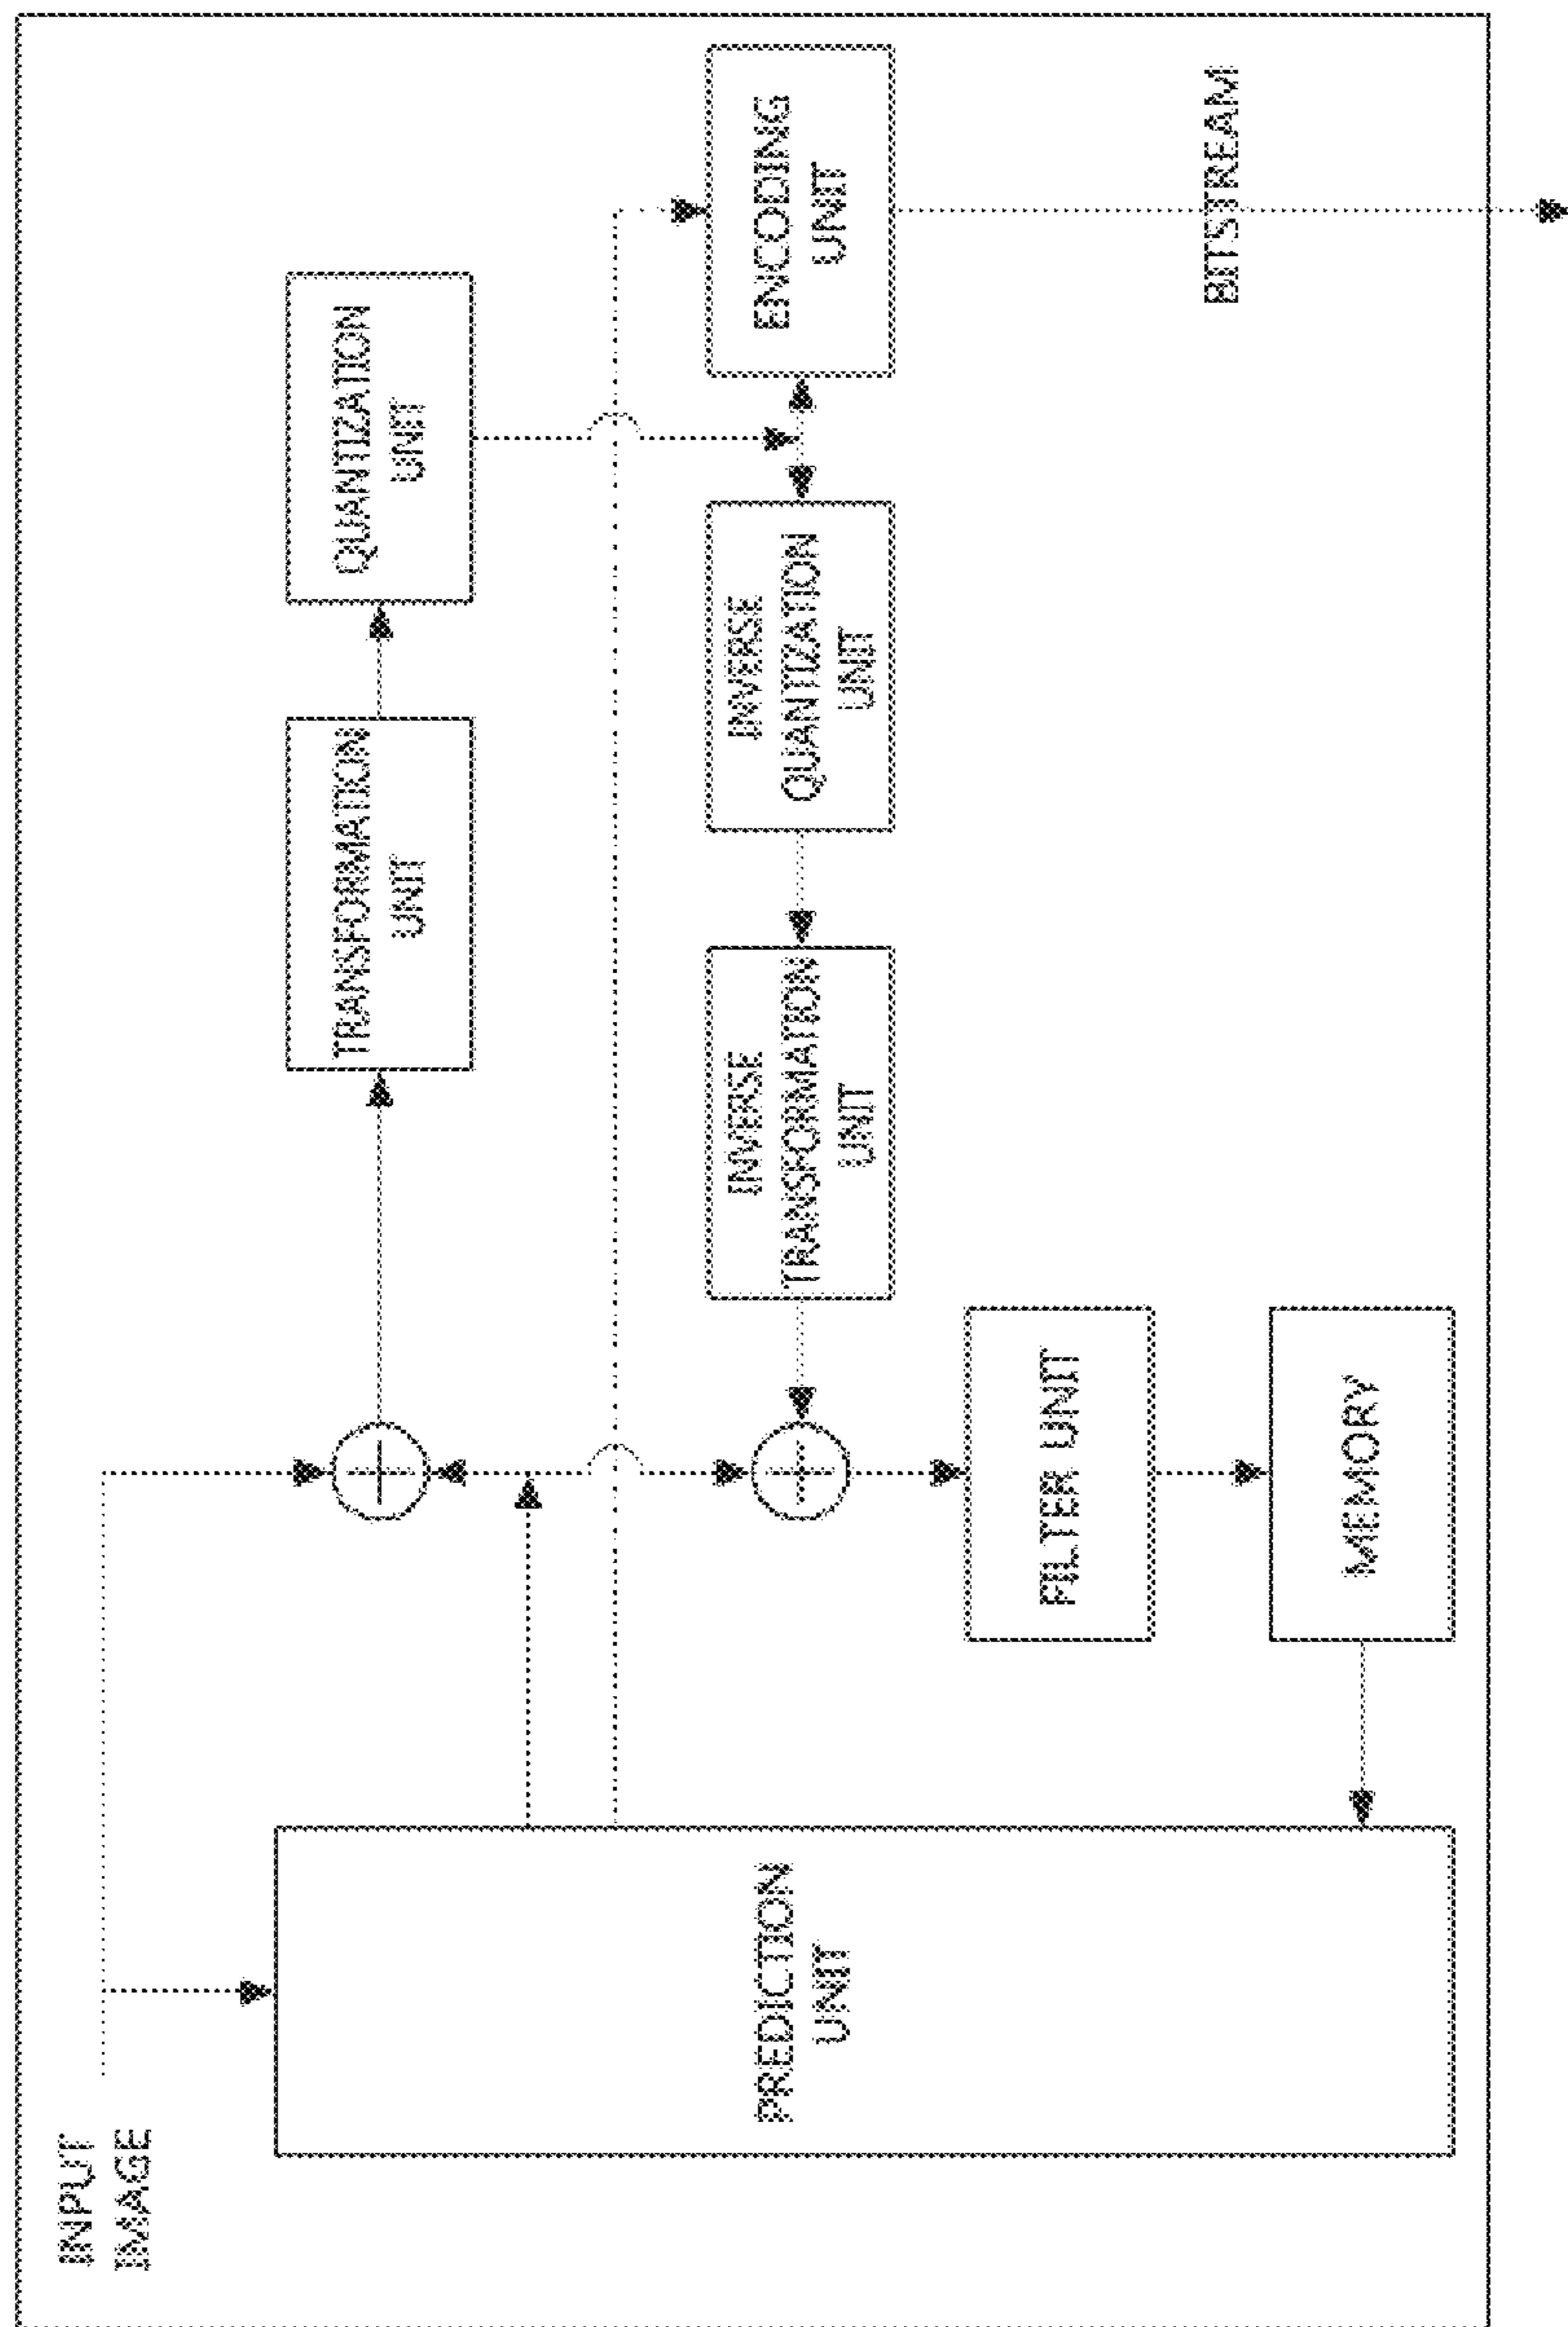 INPUT
IMAGE
TRANSFORMATION
UNIT
QUANTIZATION
UNIT
PREDICTION
UNIT
INVERSE
TRANSFORMATION
UNIT
INVERSE
QUANTIZATION
UNIT
ENCODING
UNIT
FILTER UNIT
MEMORY
BITSTREAM